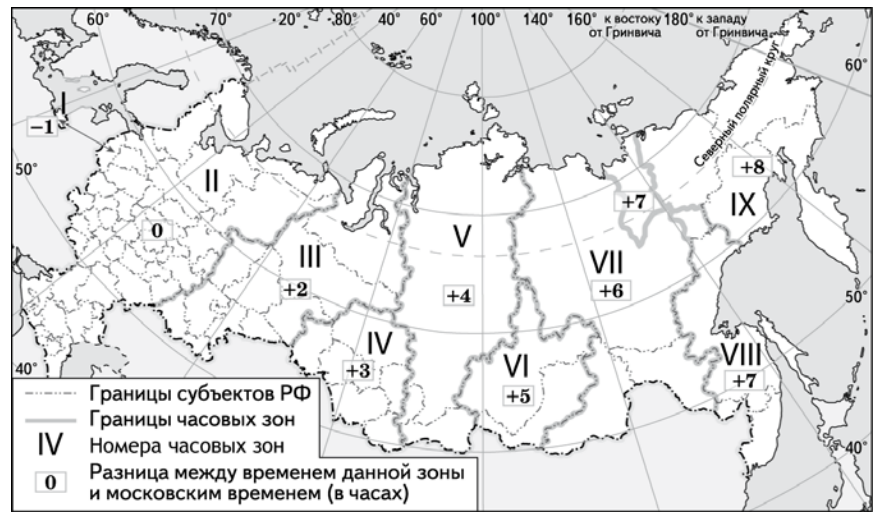 60° 70° -20° -80° 40° 60° 100° 140° 160° к востоку 180° к западу
от Гринвича от Гринвича
Северный полярный круг
60°
I
−1
50°
II
0
III
+2
IV
+3
V
+4
VI
+5
VII
+6
+7
VIII
+7
IX
+8
50°
40°
40°
Границы субъектов РФ
Границы часовых зон
IV Номера часовых зон
0 Разница между временем данной зоны
и московским временем (в часах)